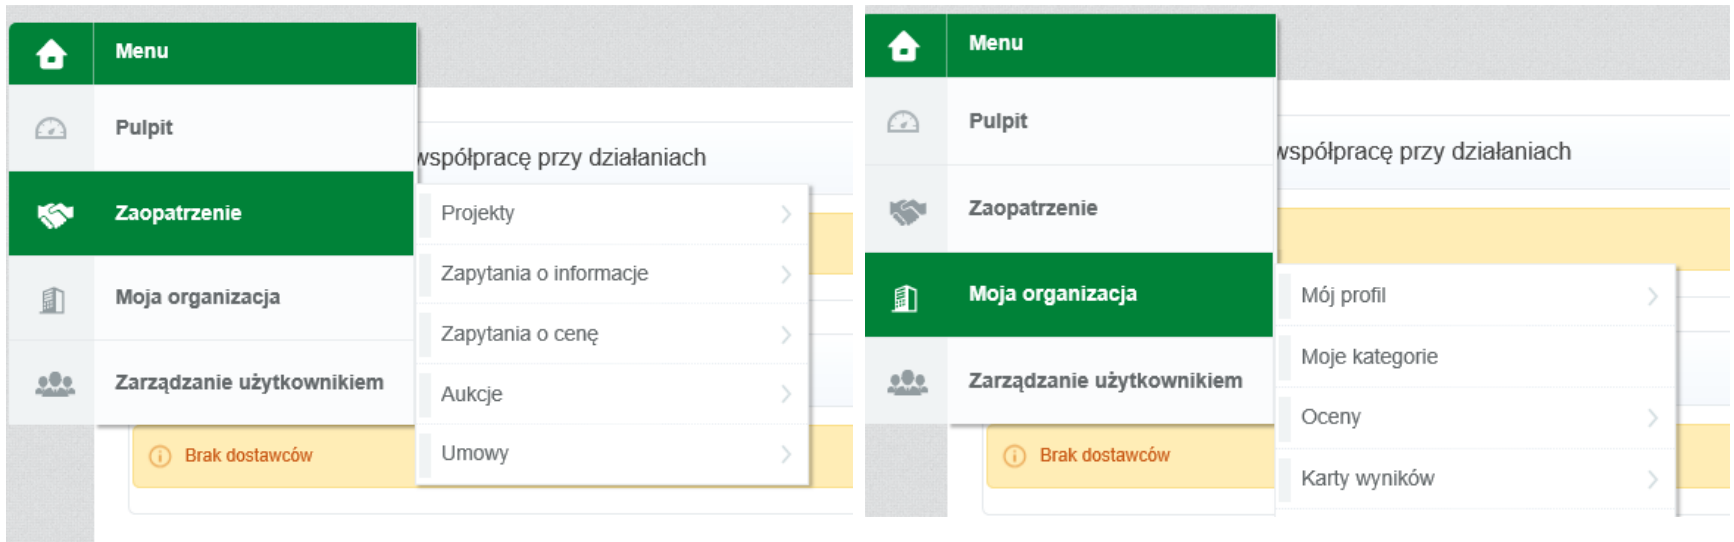 Menu
Pulpit
współpracę przy działaniach
Zaopatrzenie
Projekty
Zapytania o informacje
Moja organizacja
Zapytania o cenę
Zarządzanie użytkownikiem
Aukcje
Umowy
Brak dostawców
Menu
Pulpit
współpracę przy działaniach
Zaopatrzenie
Moja organizacja
Mój profil
Moje kategorie
Zarządzanie użytkownikiem
Oceny
Brak dostawców
Karty wyników